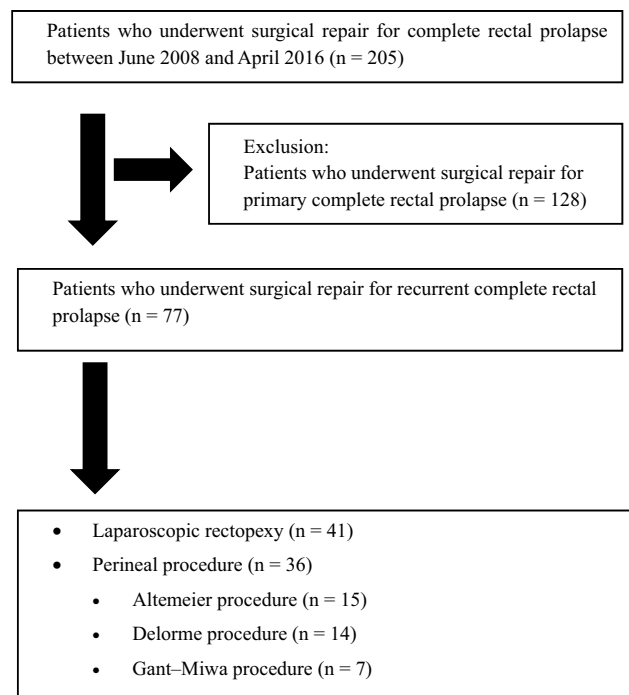 Patients who underwent surgical repair for complete rectal prolapse
between June 2008 and April 2016 (n = 205)
Exclusion:
Patients who underwent surgical repair for
primary complete rectal prolapse (n = 128)
Patients who underwent surgical repair for recurrent complete rectal
prolapse (n = 77)
• Laparoscopic rectopexy (n = 41)
• Perineal procedure (n = 36)
• Altemeier procedure (n = 15)
• Delorme procedure (n = 14)
• Gant–Miwa procedure (n = 7)